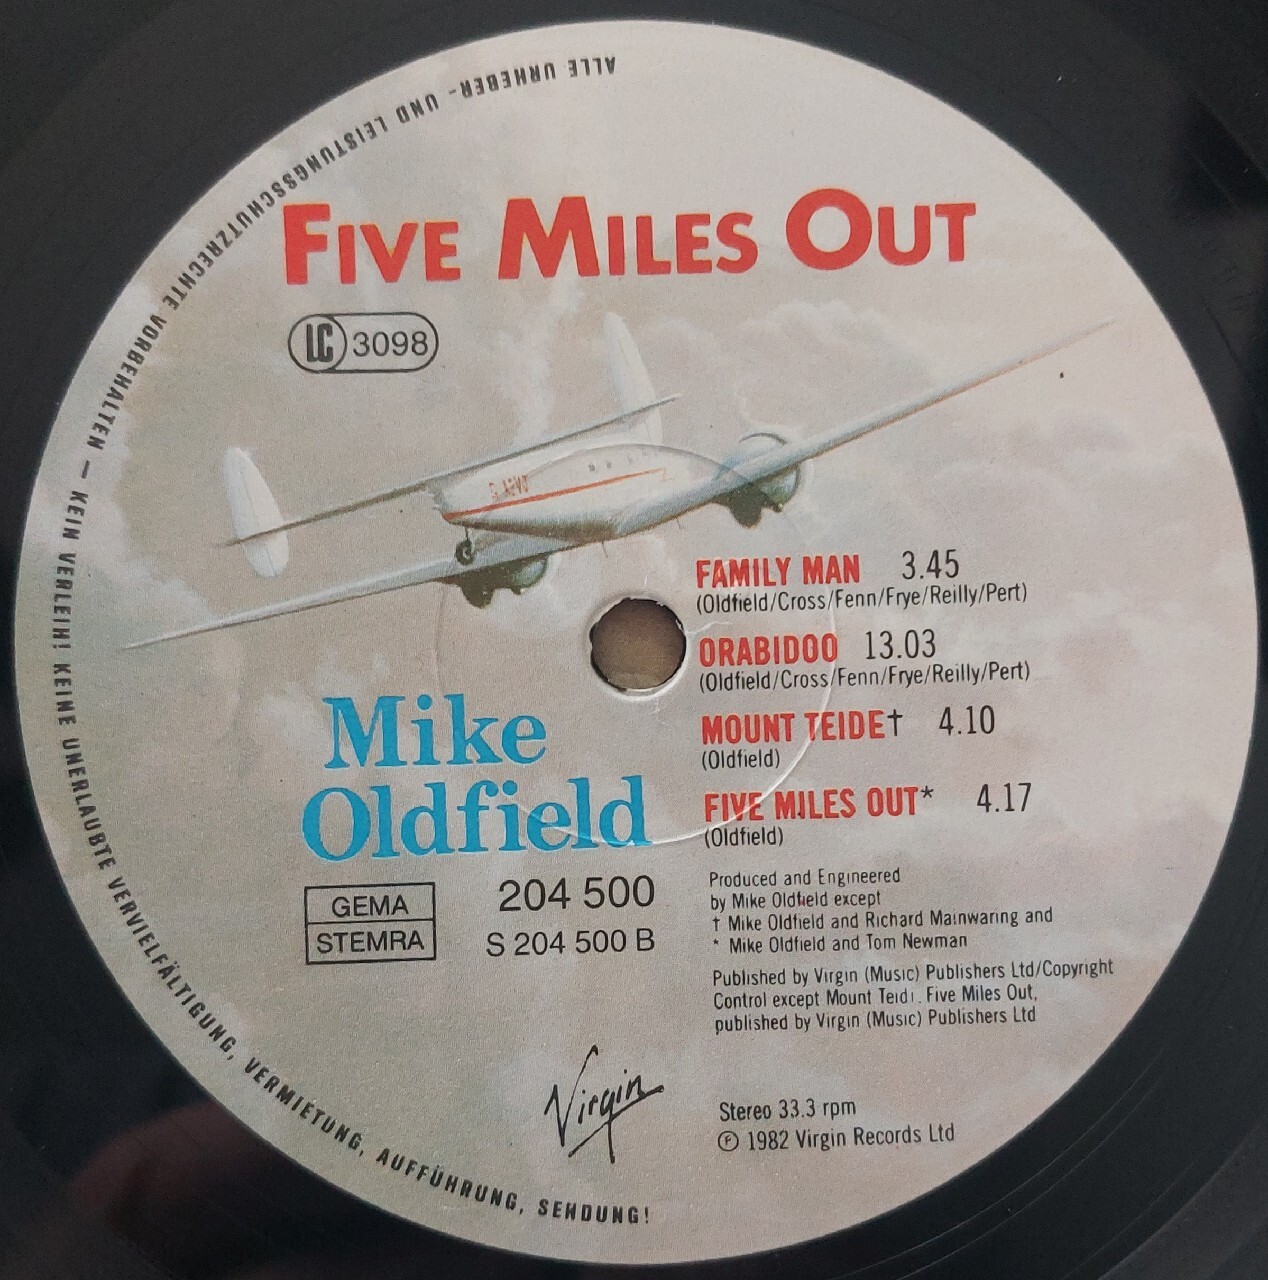 ALLE URHEBER- UND LEISTUNGSSCHUTZRECHTE VORBEHALTEN – KEIN VERLEIH! KEINE UNERLAUBTE VERVIELFÄLTIGUNG, VERMIETUNG, AUFFÜHRUNG, SENDUNG!
FIVE MILES OUT
LC 3098
FAMILY MAN 3.45
(Oldfield/Cross/Fenn/Frye/Reilly/Pert)
ORABIDOO 13.03
(Oldfield/Cross/Fenn/Frye/Reilly/Pert)
MOUNT TEIDE† 4.10
(Oldfield)
FIVE MILES OUT* 4.17
(Oldfield)
Mike
Oldfield
GEMA
STEMRA
204 500
S 204 500 B
Produced and Engineered
by Mike Oldfield except
† Mike Oldfield and Richard Mainwaring and
* Mike Oldfield and Tom Newman
Published by Virgin (Music) Publishers Ltd/Copyright
Control except Mount Five Miles Out,
published by Virgin (Music) Publishers Ltd
Virgin
Stereo 33.3 rpm
Ⓟ 1982 Virgin Records Ltd